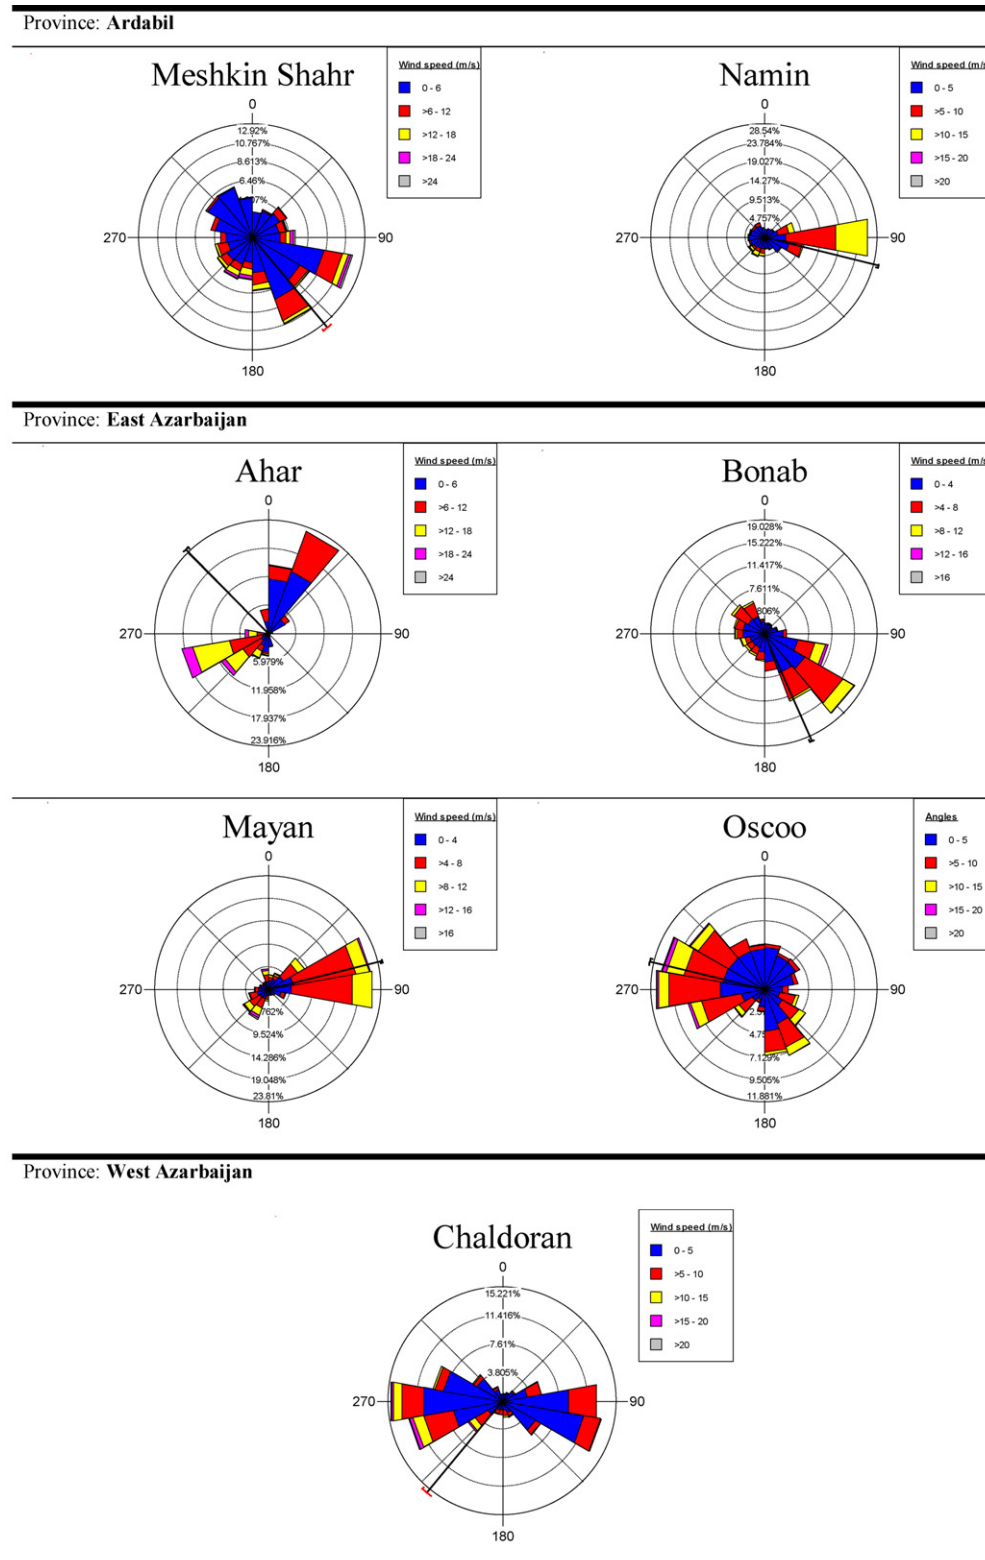 Province: Ardabil
Meshkin Shahr
Wind speed (m/s)
0 - 6
>6 - 12
>12 - 18
>18 - 24
>24
0
12.92%
10.767%
8.613%
6.46%
270
90
180
Namin
Wind speed (m/s
0 - 5
>5 - 10
>10 - 15
>15 - 20
>20
0
28.54%
23.784%
19.027%
14.27%
9.513%
4.757%
270
90
180
Province: East Azarbaijan
Ahar
Wind speed (m/s)
0 - 6
>6 - 12
>12 - 18
>18 - 24
>24
0
270
90
5.979%
11.958%
17.937%
23.916%
180
Bonab
Wind speed (m/s
0 - 4
>4 - 8
>8 - 12
>12 - 16
>16
0
19.028%
15.222%
11.417%
7.611%
270
90
180
Mayan
Wind speed (m/s)
0 - 4
>4 - 8
>8 - 12
>12 - 16
>16
0
270
90
9.524%
14.286%
19.048%
23.81%
180
Oscoo
Angles
0 - 5
>5 - 10
>10 - 15
>15 - 20
>20
0
270
90
7.129%
9.505%
11.881%
180
Province: West Azarbaijan
Chaldoran
Wind speed (m/s)
0 - 5
>5 - 10
>10 - 15
>15 - 20
>20
0
15.221%
11.416%
7.61%
3.805%
270
90
180